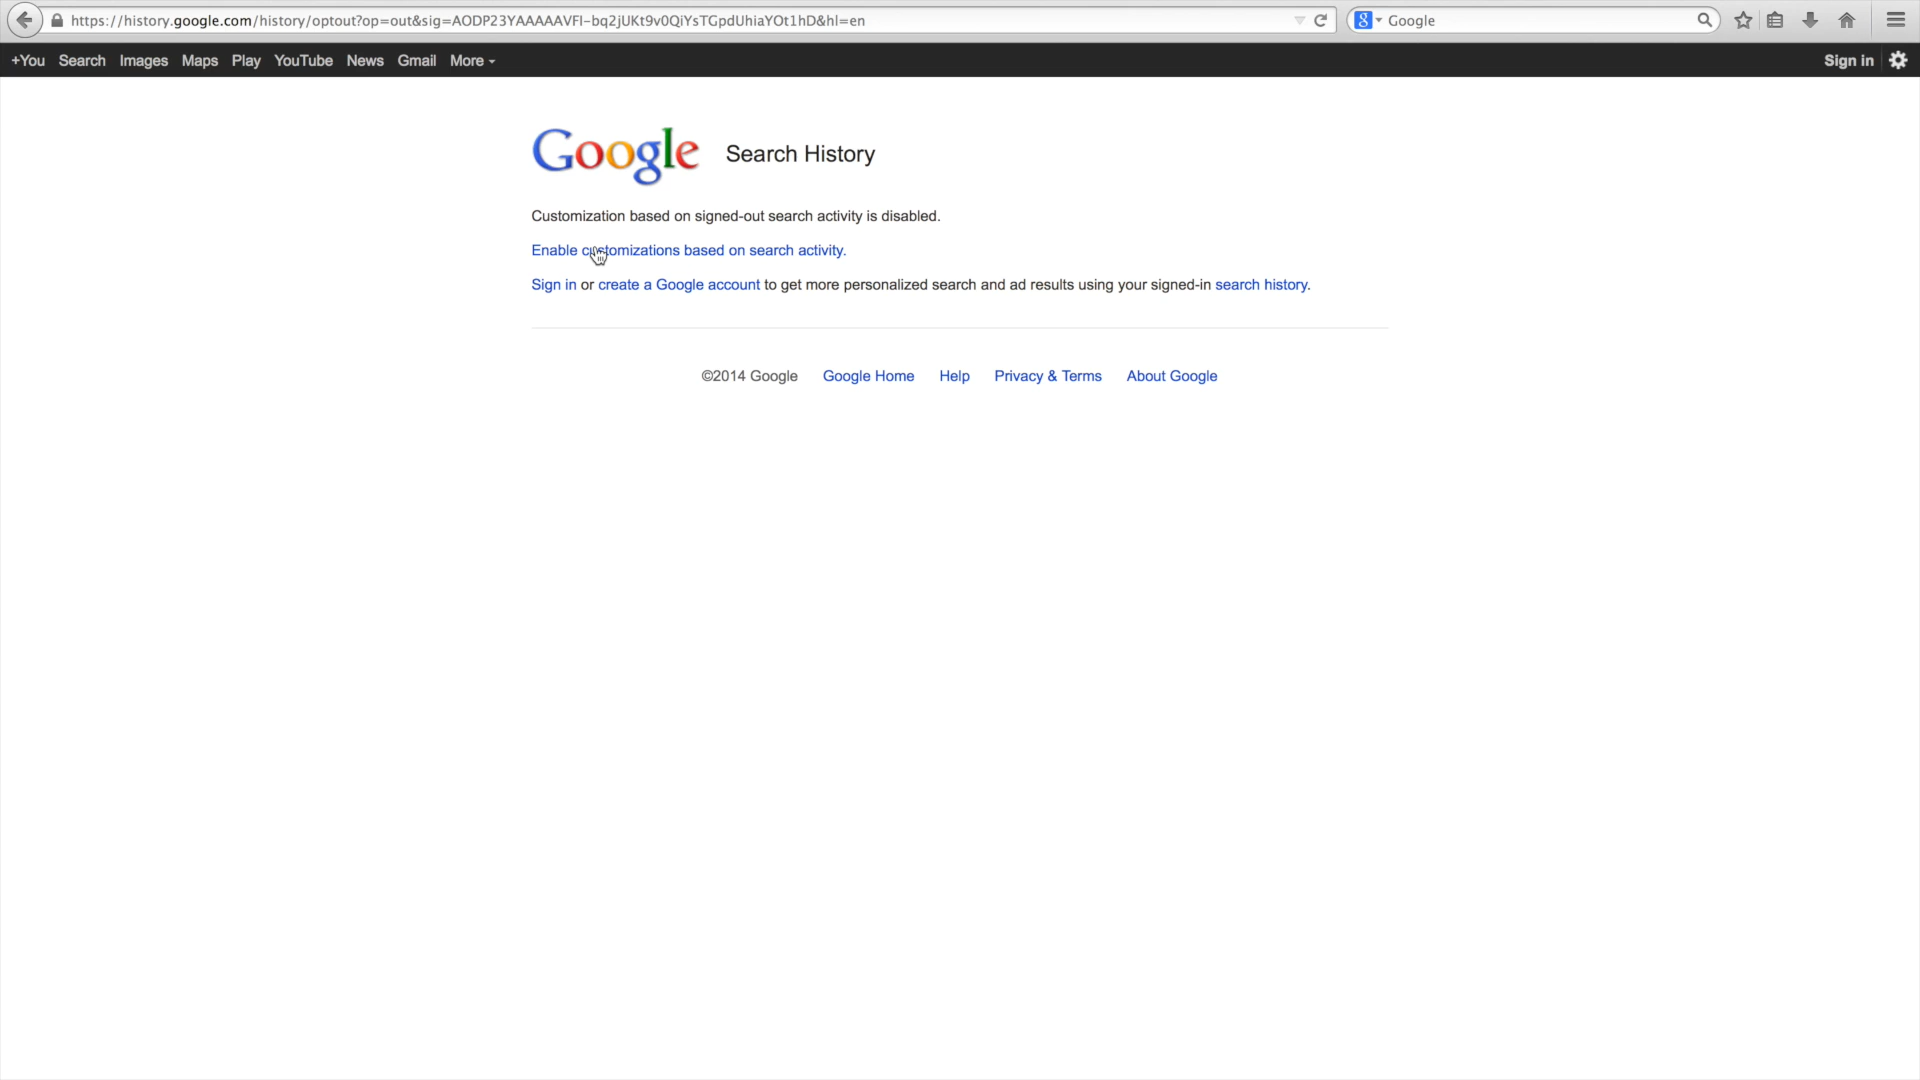 https://history.google.com/history/optout?op=out&sig=AODP23YAAAAAVFI-bq2jUKt9v0QiYsTGpdUhiaYOt1hD&hl=en
Google
+You Search Images Maps Play YouTube News Gmail More
Sign in
Google Search History
Customization based on signed-out search activity is disabled.
Enable customizations based on search activity.
Sign in or create a Google account to get more personalized search and ad results using your signed-in search history.
©2014 Google Google Home Help Privacy & Terms About Google